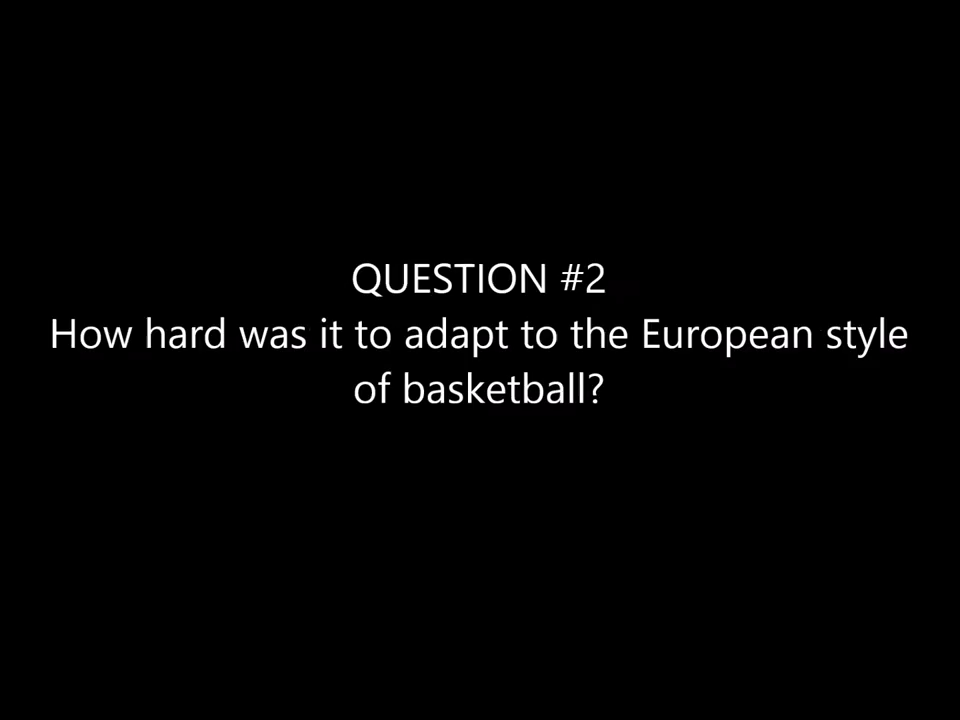 QUESTION #2
How hard was it to adapt to the European style
of basketball?